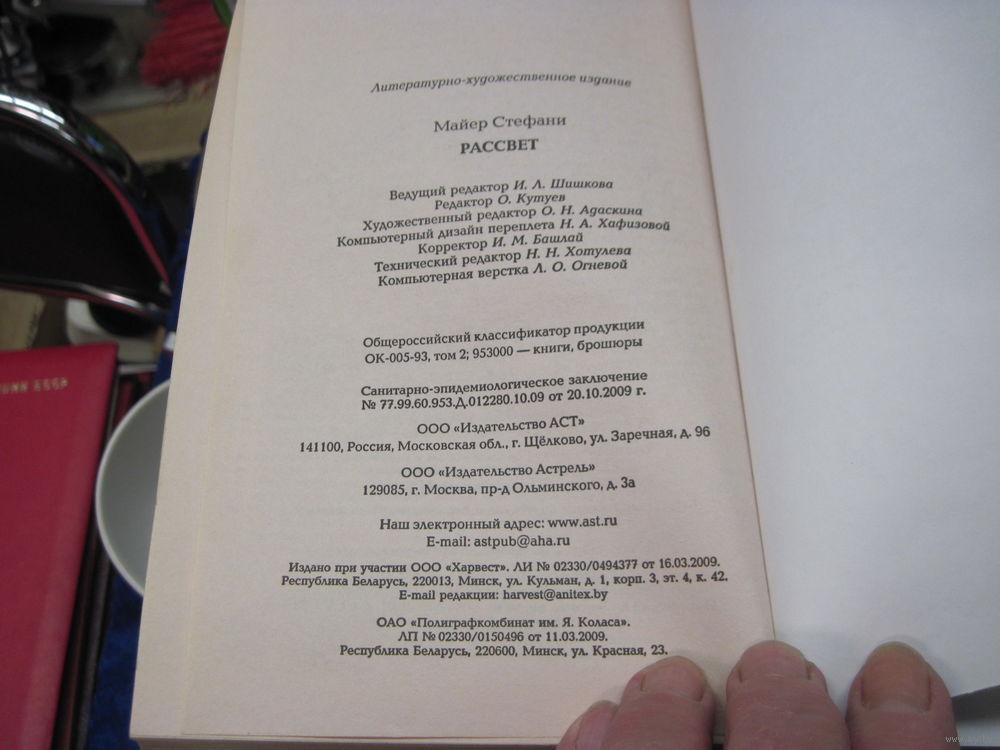 Литературно-художественное издание
Майер Стефани
РАССВЕТ
Ведущий редактор И. Л. Шишкова
Редактор О. Кутуев
Художественный редактор О. Н. Адаскина
Компьютерный дизайн переплета Н. А. Хафизовой
Корректор И. М. Башлай
Технический редактор Н. Н. Хотулева
Компьютерная верстка Л. О. Огневой
Общероссийский классификатор продукции
ОК-005-93, том 2; 953000 — книги, брошюры
Санитарно-эпидемиологическое заключение
№ 77.99.60.953.Д.012280.10.09 от 20.10.2009 г.
ООО «Издательство АСТ»
141100, Россия, Московская обл., г. Щёлково, ул. Заречная, д. 96
ООО «Издательство Астрель»
129085, г. Москва, пр-д Ольминского, д. 3а
Наш электронный адрес: www.ast.ru
E-mail: astpub@aha.ru
Издано при участии ООО «Харвест». ЛИ № 02330/0494377 от 16.03.2009.
Республика Беларусь, 220013, Минск, ул. Кульман, д. 1, корп. 3, эт. 4, к. 42.
E-mail редакции: harvest@anitex.by
ОАО «Полиграфкомбинат им. Я. Коласа».
ЛП № 02330/0150496 от 11.03.2009.
Республика Беларусь, 220600, Минск, ул. Красная, 23.
СССР